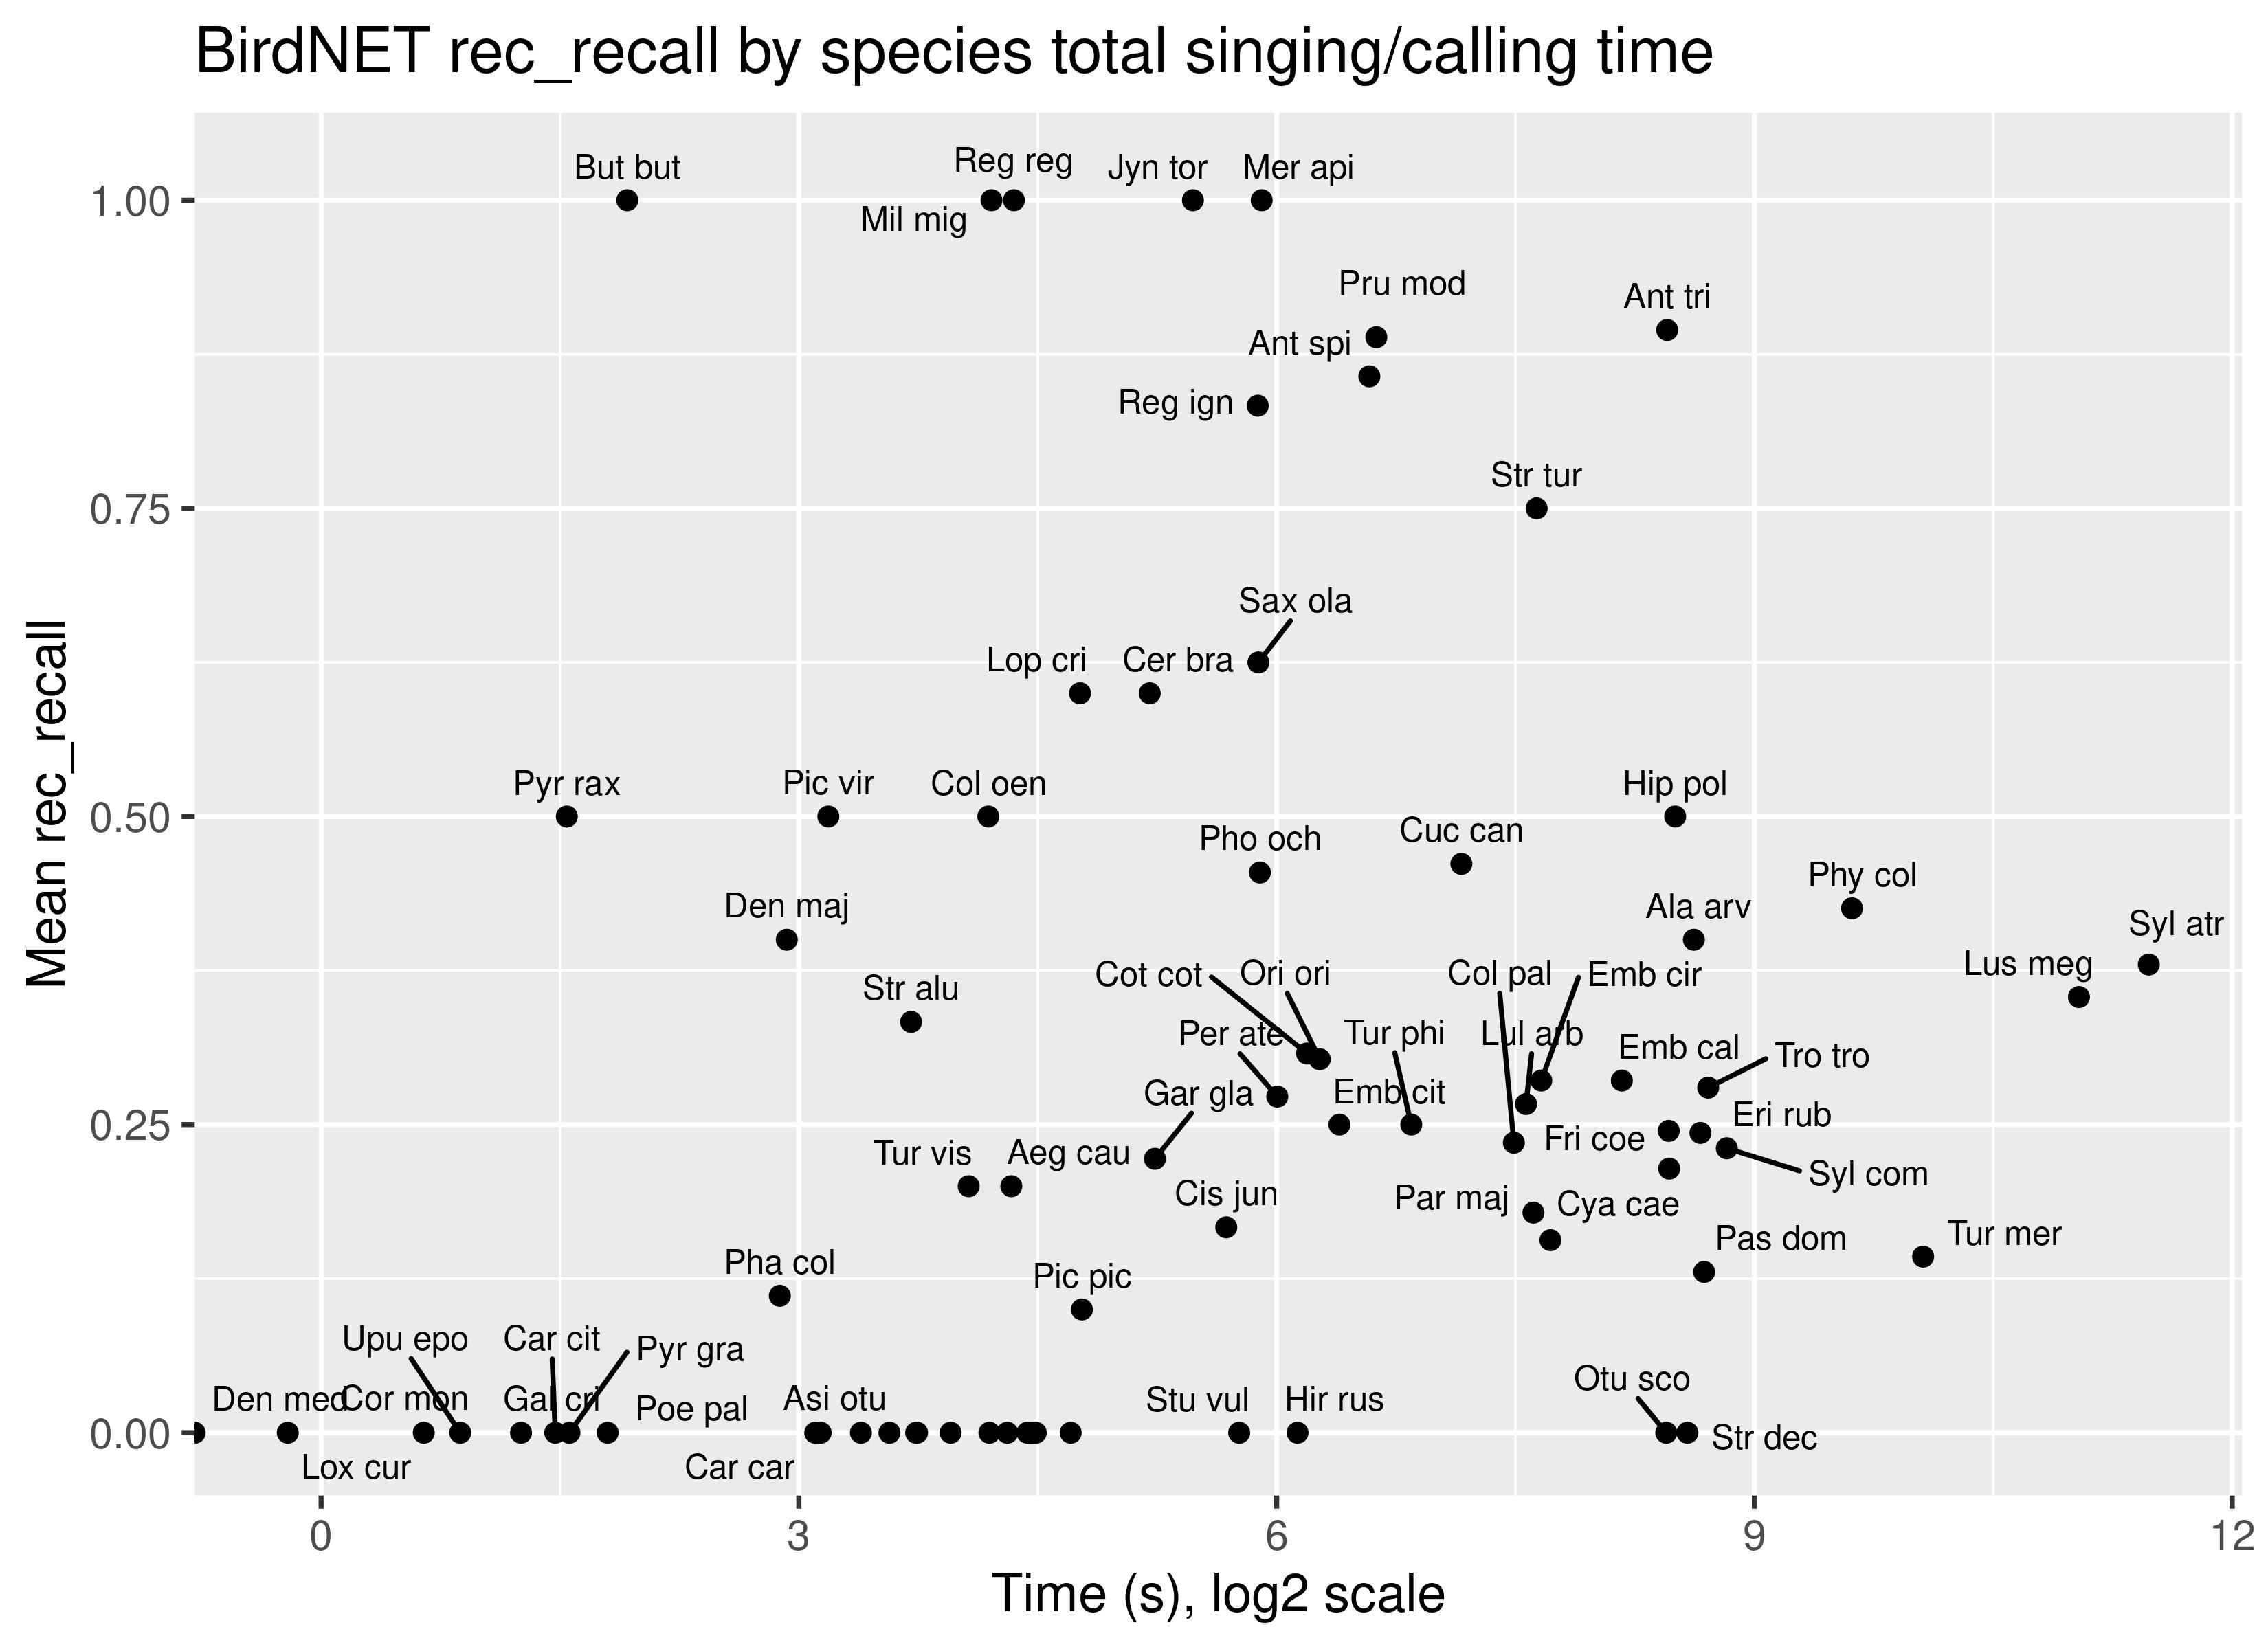 BirdNET rec_recall by species total singing/calling time
Mean rec_recall
1.00
0.75
0.50
0.25
0.00
But but
Reg reg
Jyn tor
Mer api
Mil mig
Pru mod
Ant tri
Ant spi
Reg ign
Str tur
Sax ola
Lop cri
Cer bra
Pyr rax
Pic vir
Col oen
Hip pol
Pho och
Cuc can
Phy col
Den maj
Ala arv
Syl atr
Lus meg
Str alu
Cot cot
Ori ori
Col pal
Emb cir
Per ate
Tur phi
Lul arb
Emb cal
Tro tro
Gar gla
Emb cit
Eri rub
Tur vis
Aeg cau
Fri coe
Syl com
Cis jun
Par maj
Cya cae
Pas dom
Tur mer
Pha col
Pic pic
Upu epo
Car cit
Pyr gra
Otu sco
Den med
Cor mon
Gal cri
Poe pal
Asi otu
Stu vul
Hir rus
Str dec
Lox cur
Car car
0
3
6
9
12
Time (s), log2 scale